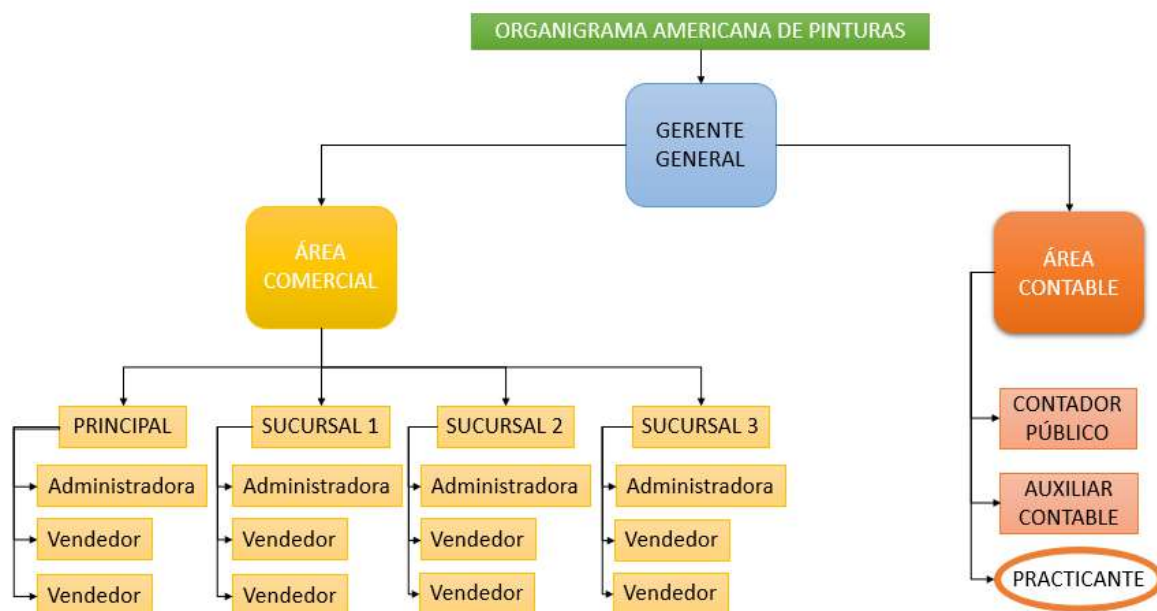 ORGANIGRAMA AMERICANA DE PINTURAS
GERENTE
GENERAL
ÁREA
COMERCIAL
ÁREA
CONTABLE
PRINCIPAL
Administradora
Vendedor
Vendedor
SUCURSAL 1
Administradora
Vendedor
Vendedor
SUCURSAL 2
Administradora
Vendedor
Vendedor
SUCURSAL 3
Administradora
Vendedor
Vendedor
CONTADOR
PÚBLICO
AUXILIAR
CONTABLE
PRACTICANTE